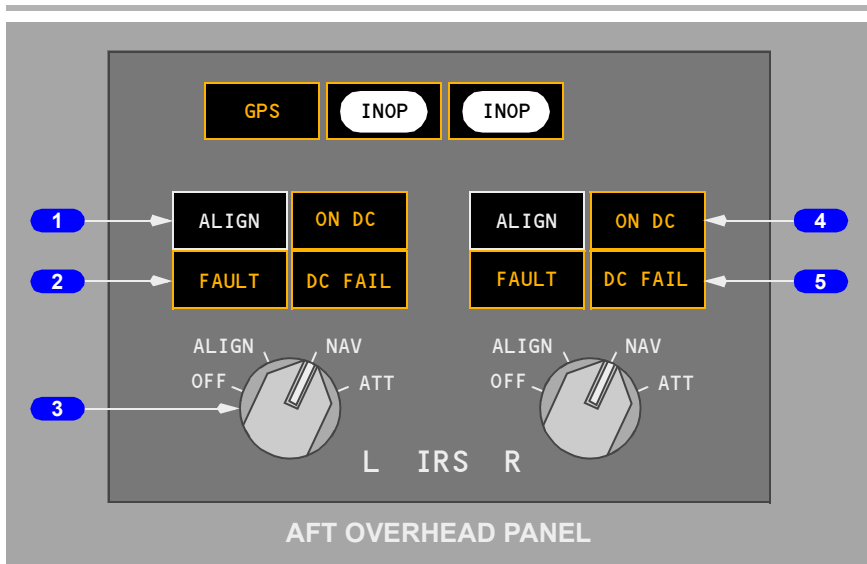 GPS INOP INOP
1 ALIGN ON DC ALIGN ON DC 4
2 FAULT DC FAIL FAULT DC FAIL 5
ALIGN NAV ALIGN NAV
OFF ATT OFF ATT
3
L IRS R
AFT OVERHEAD PANEL